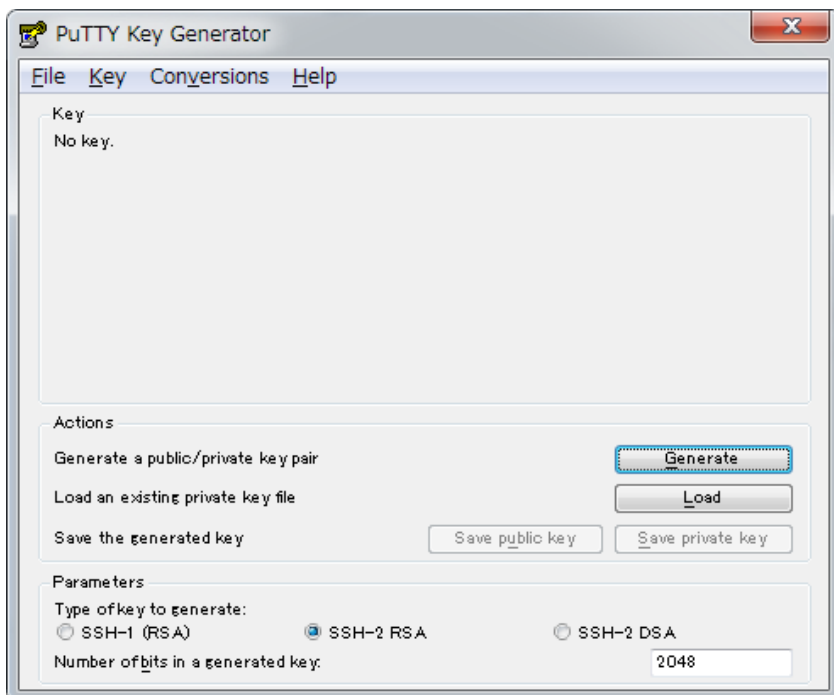 PuTTY Key Generator
File Key Conversions Help
Key
No key.
Actions
Generate a public/private key pair Generate
Load an existing private key file Load
Save the generated key Save public key Save private key
Parameters
Type of key to generate:
SSH-1 (RSA) SSH-2 RSA SSH-2 DSA
Number of bits in a generated key: 2048